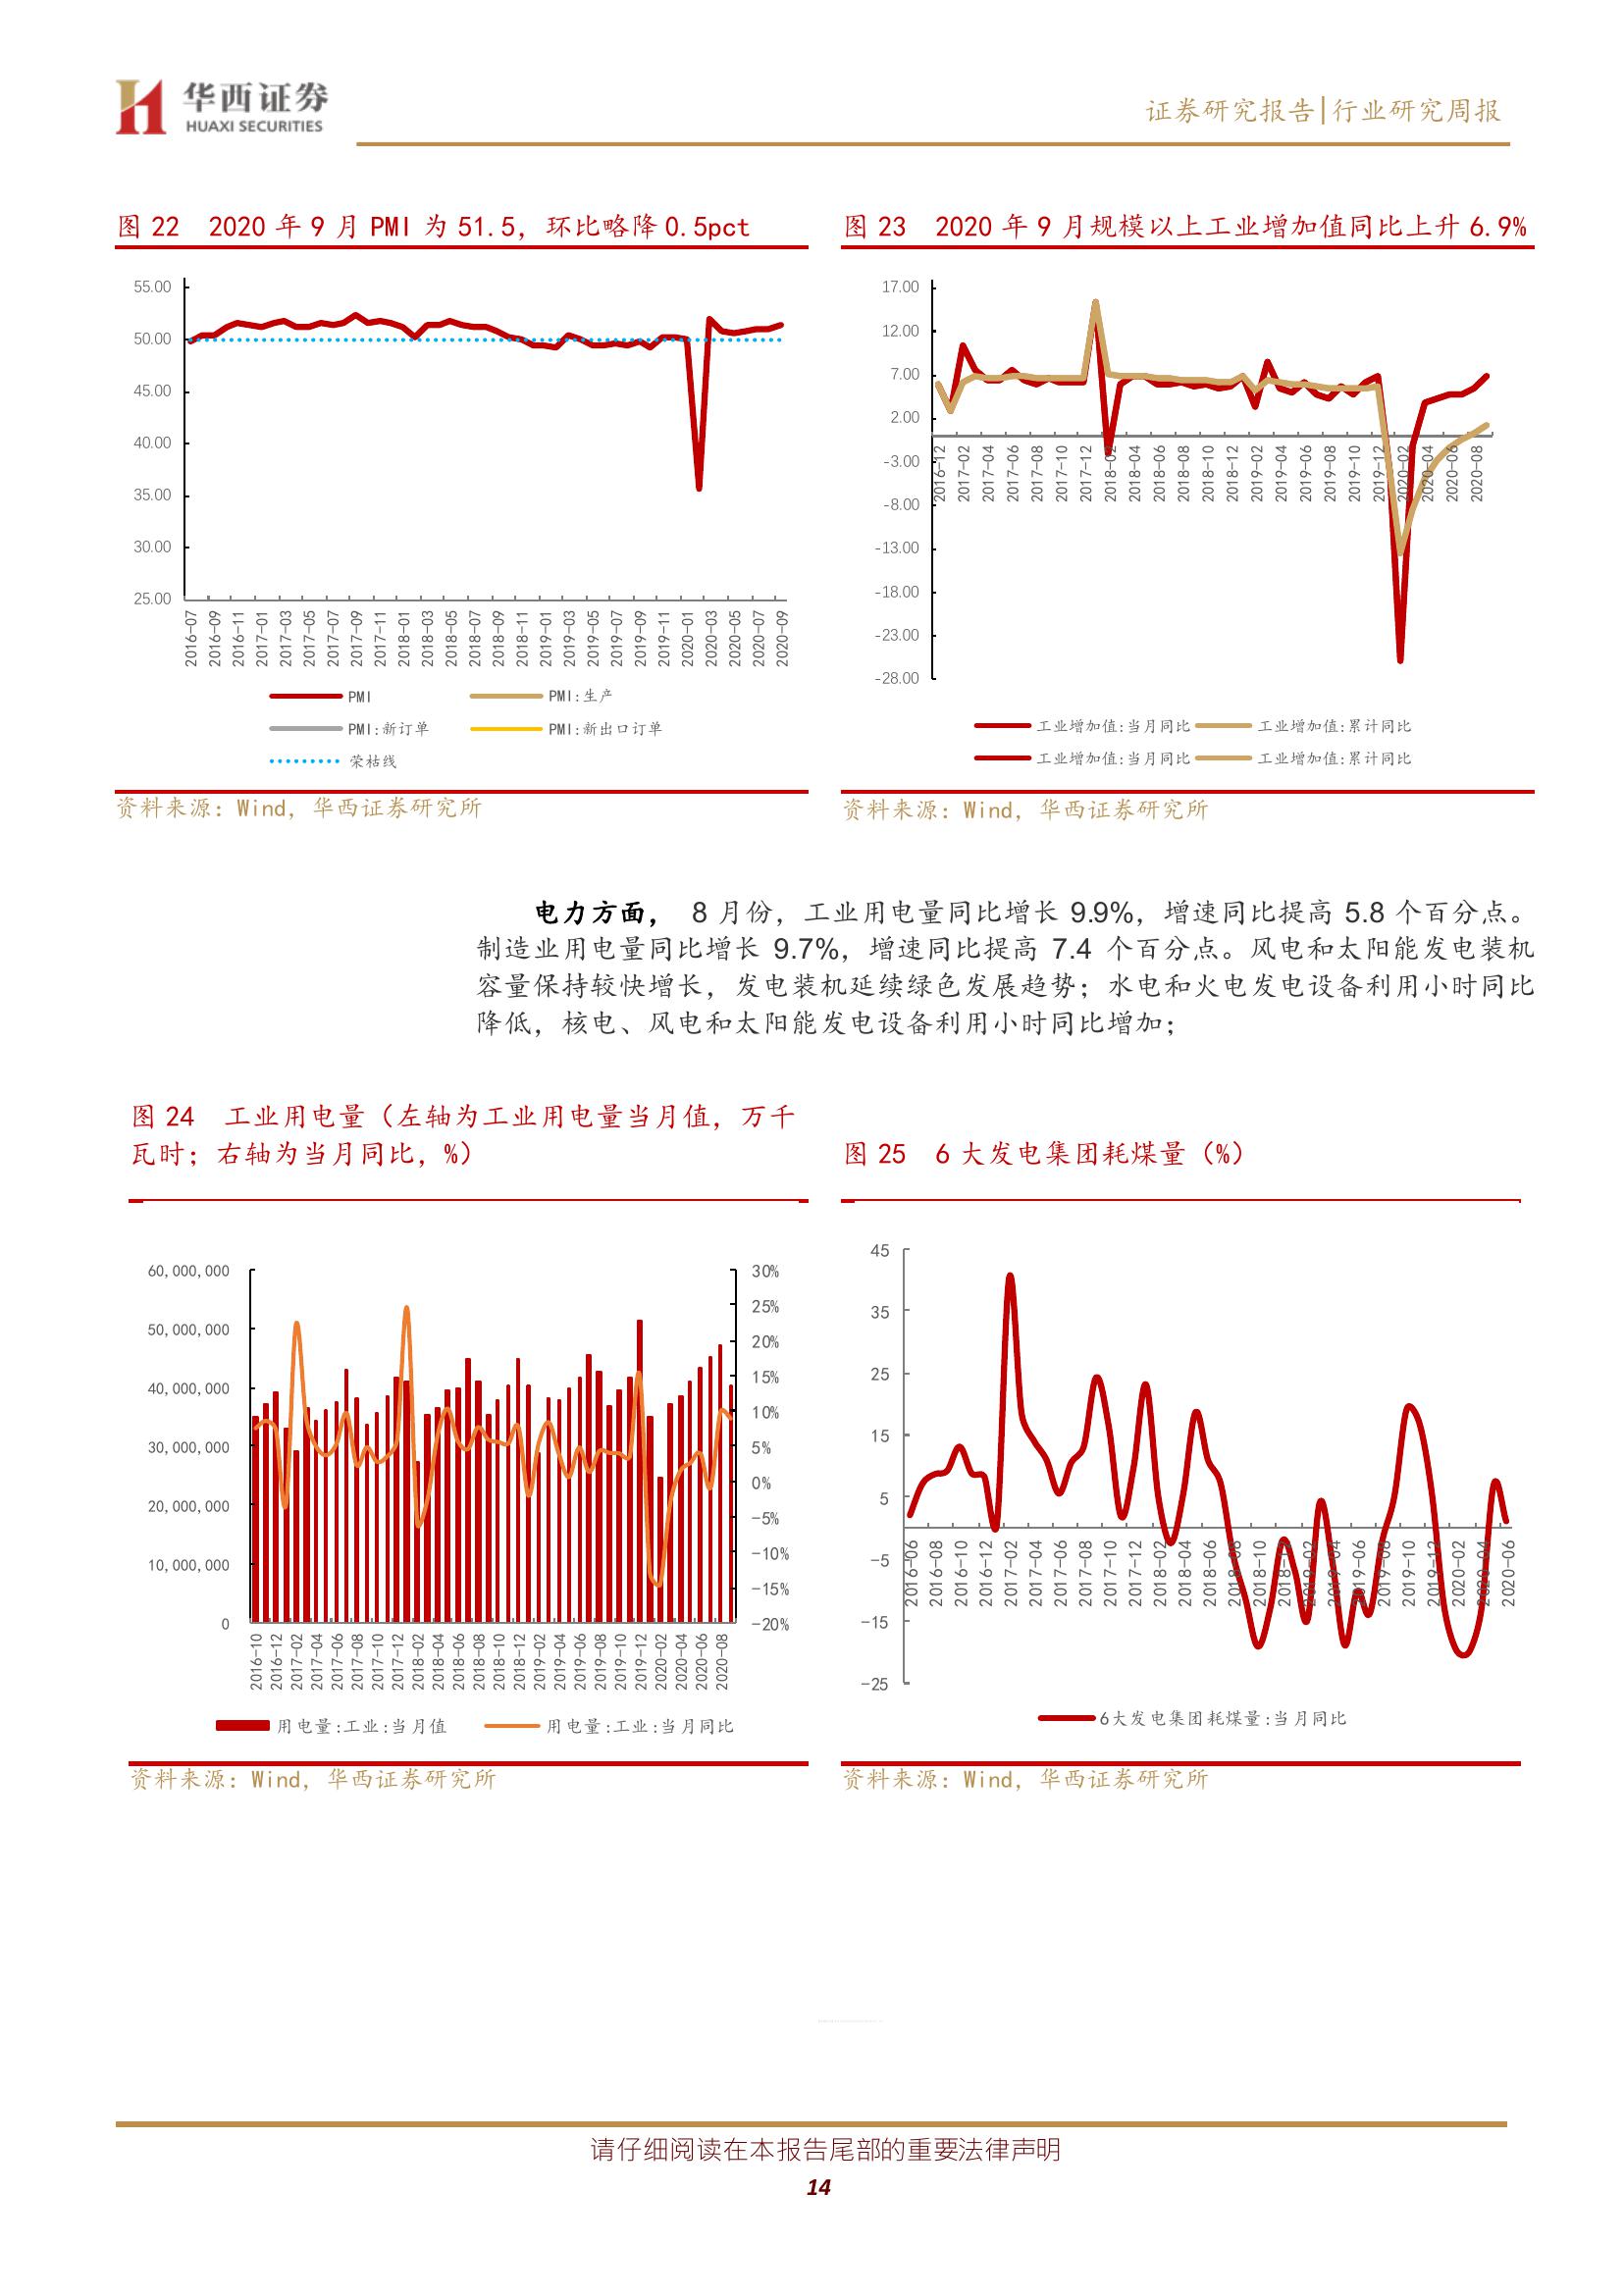 华西证券
HUAXI SECURITIES
证券研究报告|行业研究周报
图 22 2020 年 9 月 PMI 为 51.5，环比略降 0.5pct
55.00
50.00
45.00
40.00
35.00
30.00
25.00
2016-07 2016-09 2016-11 2017-01 2017-03 2017-05 2017-07 2017-09 2017-11 2018-01 2018-03 2018-05 2018-07 2018-09 2018-11 2019-01 2019-03 2019-05 2019-07 2019-09 2019-11 2020-01 2020-03 2020-05 2020-07 2020-09
PMI PMI:生产
PMI:新订单 PMI:新出口订单
荣枯线
资料来源：Wind，华西证券研究所
图 23 2020 年 9 月规模以上工业增加值同比上升 6.9%
17.00
12.00
7.00
2.00
-3.00
-8.00
-13.00
-18.00
-23.00
-28.00
2016-12 2017-02 2017-04 2017-06 2017-08 2017-10 2017-12 2018-02 2018-04 2018-06 2018-08 2018-10 2018-12 2019-02 2019-04 2019-06 2019-08 2019-10 2019-12 2020-02 2020-04 2020-06 2020-08
工业增加值:当月同比 工业增加值:累计同比
工业增加值:当月同比 工业增加值:累计同比
资料来源：Wind，华西证券研究所
电力方面， 8 月份，工业用电量同比增长 9.9%，增速同比提高 5.8 个百分点。
制造业用电量同比增长 9.7%，增速同比提高 7.4 个百分点。风电和太阳能发电装机
容量保持较快增长，发电装机延续绿色发展趋势；水电和火电发电设备利用小时同比
降低，核电、风电和太阳能发电设备利用小时同比增加；
图 24 工业用电量（左轴为工业用电量当月值，万千
瓦时；右轴为当月同比，%）
60,000,000
50,000,000
40,000,000
30,000,000
20,000,000
10,000,000
0
30%
25%
20%
15%
10%
5%
0%
-5%
-10%
-15%
-20%
2016-10 2016-12 2017-02 2017-04 2017-06 2017-08 2017-10 2017-12 2018-02 2018-04 2018-06 2018-08 2018-10 2018-12 2019-02 2019-04 2019-06 2019-08 2019-10 2019-12 2020-02 2020-04 2020-06 2020-08
用电量:工业:当月值 用电量:工业:当月同比
资料来源：Wind，华西证券研究所
图 25 6 大发电集团耗煤量（%）
45
35
25
15
5
-5
-15
-25
2016-06 2016-08 2016-10 2016-12 2017-02 2017-04 2017-06 2017-08 2017-10 2017-12 2018-02 2018-04 2018-06 2018-08 2018-10 2018-12 2019-02 2019-04 2019-06 2019-08 2019-10 2019-12 2020-02 2020-04 2020-06
6大发电集团耗煤量:当月同比
资料来源：Wind，华西证券研究所
请仔细阅读在本报告尾部的重要法律声明
14